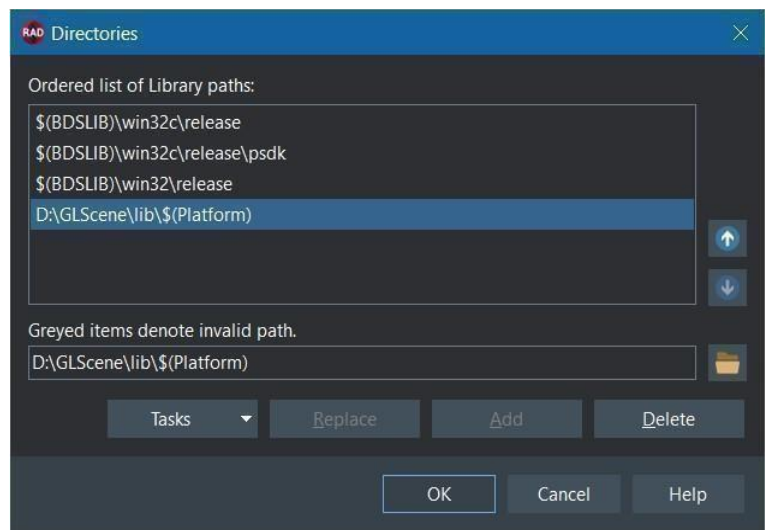 RAD Directories
Ordered list of Library paths:
$(BDSLIB)\win32c\release
$(BDSLIB)\win32c\release\psdk
$(BDSLIB)\win32\release
D:\GLScene\lib\$(Platform)
Greyed items denote invalid path.
D:\GLScene\lib\$(Platform)
Tasks Replace Add Delete
OK Cancel Help